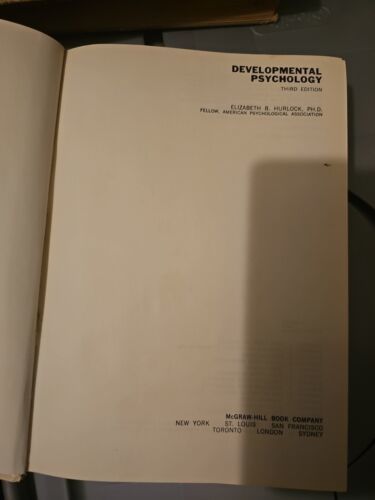 DEVELOPMENTAL
PSYCHOLOGY
THIRD EDITION
ELIZABETH B. HURLOCK, PH.D.
FELLOW, AMERICAN PSYCHOLOGICAL ASSOCIATION
McGRAW-HILL BOOK COMPANY
NEW YORK ST. LOUIS SAN FRANCISCO
TORONTO LONDON SYDNEY